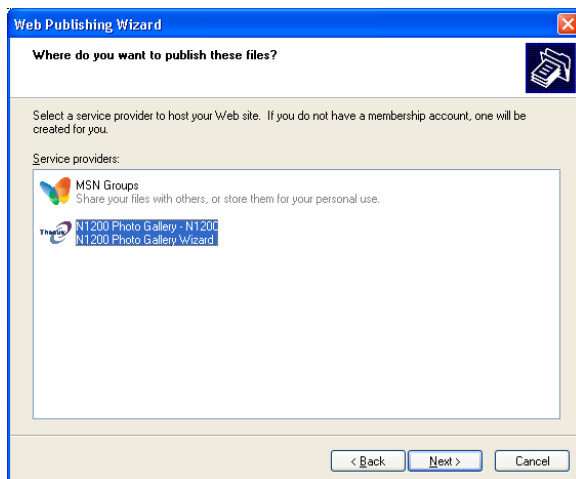 Web Publishing Wizard
Where do you want to publish these files?
Select a service provider to host your Web site. If you do not have a membership account, one will be
created for you.
Service providers:
MSN Groups
Share your files with others, or store them for your personal use.
Thecus
N1200 Photo Gallery - N1200
N1200 Photo Gallery Wizard
< Back
Next >
Cancel